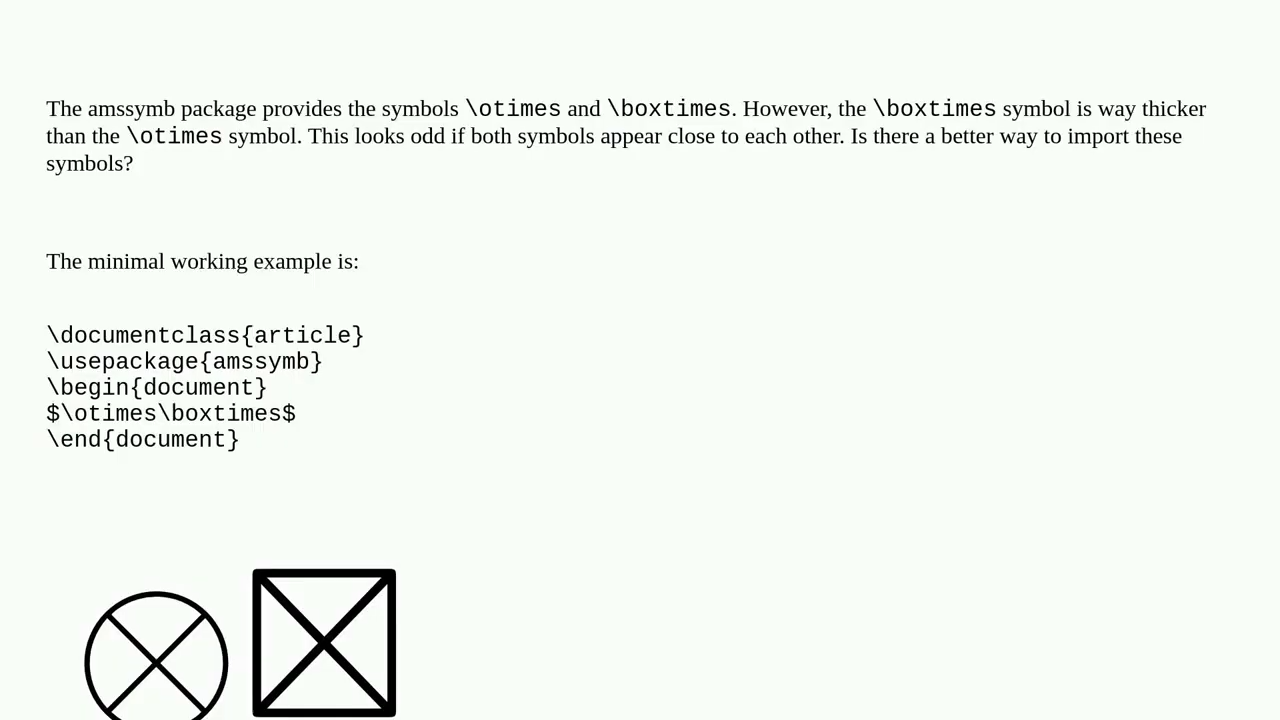 The amssymb package provides the symbols \otimes and \boxtimes. However, the \boxtimes symbol is way thicker
than the \otimes symbol. This looks odd if both symbols appear close to each other. Is there a better way to import these
symbols?
The minimal working example is:
\documentclass{article}
\usepackage{amssymb}
\begin{document}
$\otimes\boxtimes$
\end{document}